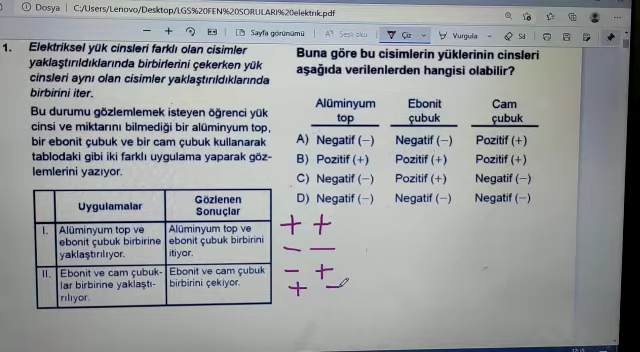 Dosya | C:/Users/Lenovo/Desktop/LGS%20FEN%20SORULARI%20elektrık.pdf
Sayfa görünümü | Sesli oku | Çiz | Vurgula | Sil
1. Elektriksel yük cinsleri farklı olan cisimler
yaklaştırıldıklarında birbirlerini çekerken yük
cinsleri aynı olan cisimler yaklaştırıldıklarında
birbirini iter.
Bu durumu gözlemlemek isteyen öğrenci yük
cinsi ve miktarını bilmediği bir alüminyum top,
bir ebonit çubuk ve bir cam çubuk kullanarak
tablodaki gibi iki farklı uygulama yaparak göz-
lemlerini yazıyor.
Uygulamalar
Gözlenen
Sonuçlar
I. Alüminyum top ve
ebonit çubuk birbirine
yaklaştırılıyor.
Alüminyum top ve
ebonit çubuk birbirini
itiyor.
II. Ebonit ve cam çubuk-
lar birbirine yaklaştı-
rılıyor.
Ebonit ve cam çubuk
birbirini çekiyor.
Buna göre bu cisimlerin yüklerinin cinsleri
aşağıda verilenlerden hangisi olabilir?
Alüminyum
top
Ebonit
çubuk
Cam
çubuk
A) Negatif (–) Negatif (–) Pozitif (+)
B) Pozitif (+) Pozitif (+) Pozitif (+)
C) Negatif (–) Pozitif (+) Negatif (–)
D) Negatif (–) Negatif (–) Negatif (–)
+ +
– –
– +
+ –